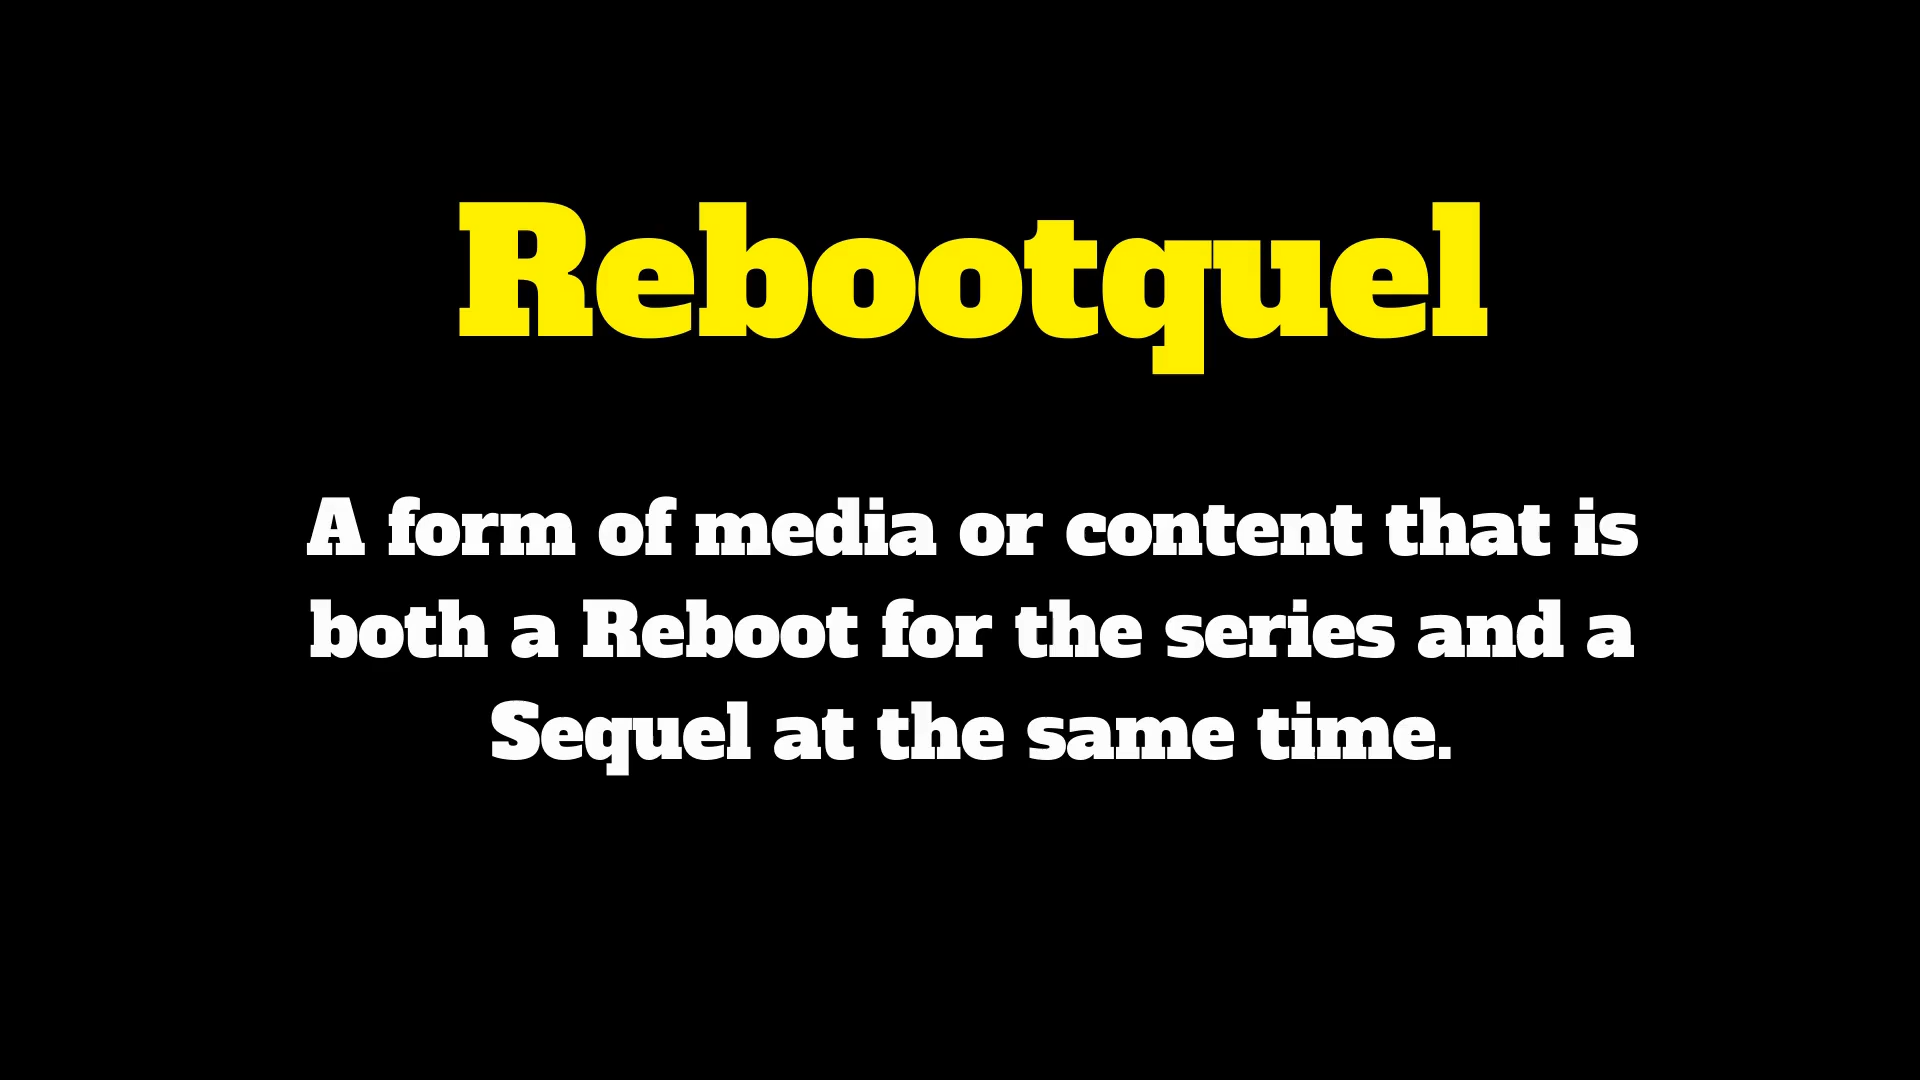 Rebootquel
A form of media or content that is
both a Reboot for the series and a
Sequel at the same time.